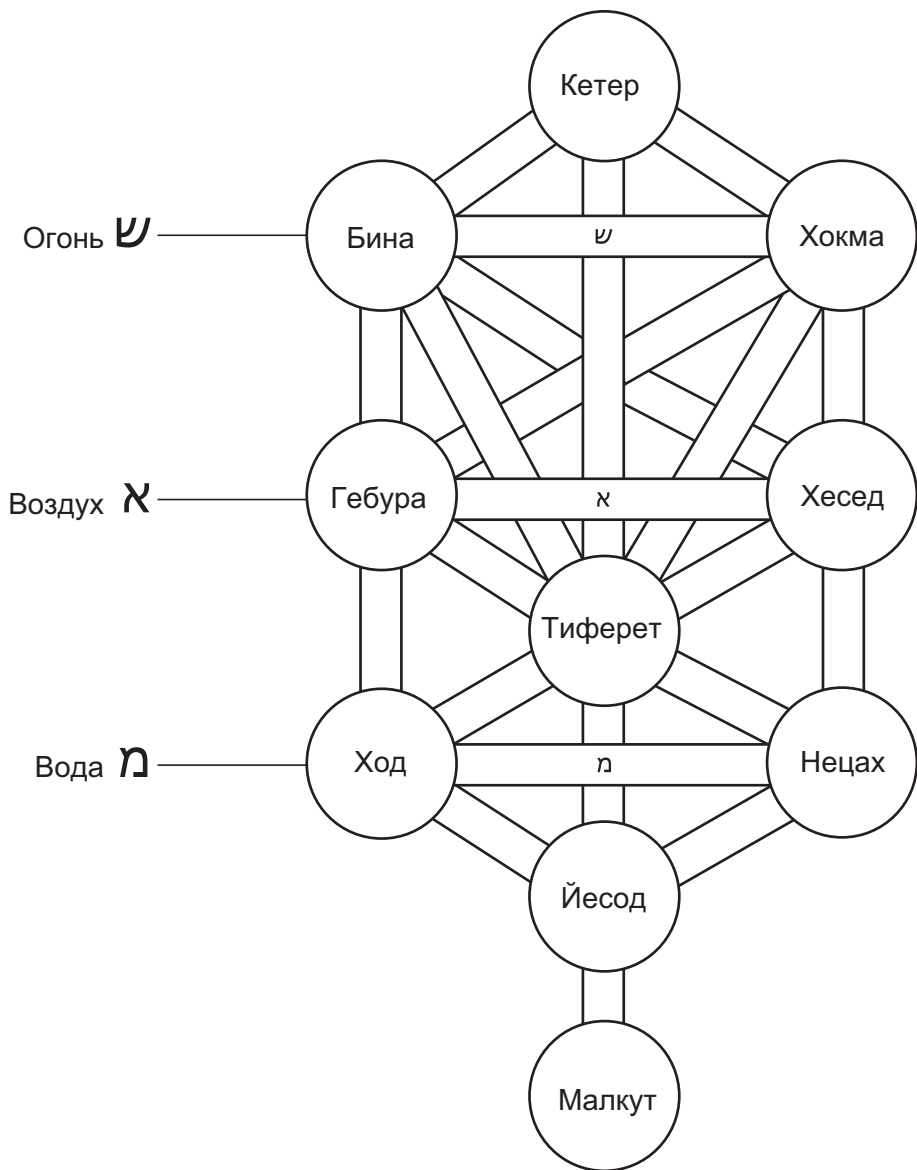 Кетер
Огонь ש
Бина
ש
Хокма
Воздух א
Гебура
א
Хесед
Тиферет
Вода מ
Ход
מ
Нецах
Йесод
Малкут